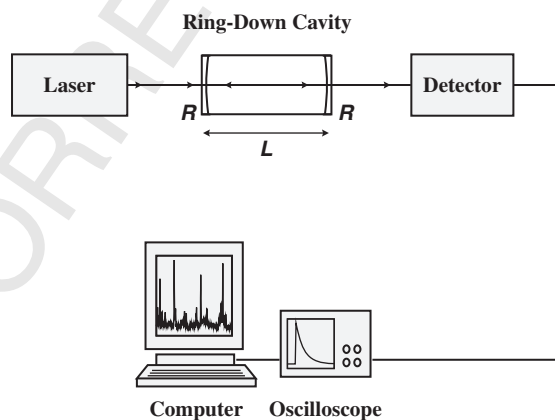 Ring-Down Cavity
Laser
Detector
R
R
L
Computer
Oscilloscope